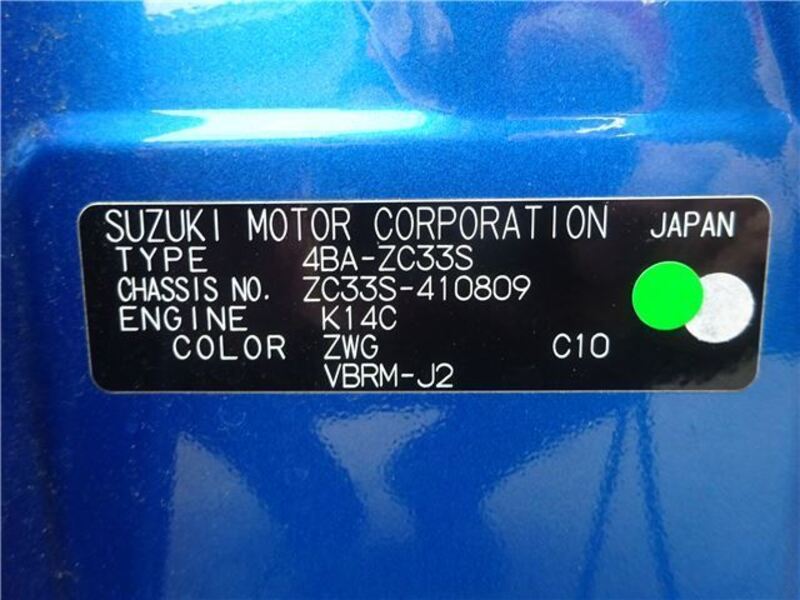 SUZUKI MOTOR CORPORATION JAPAN
TYPE 4BA-ZC33S
CHASSIS NO. ZC33S-410809
ENGINE K14C
COLOR ZWG C10
VBRM-J2